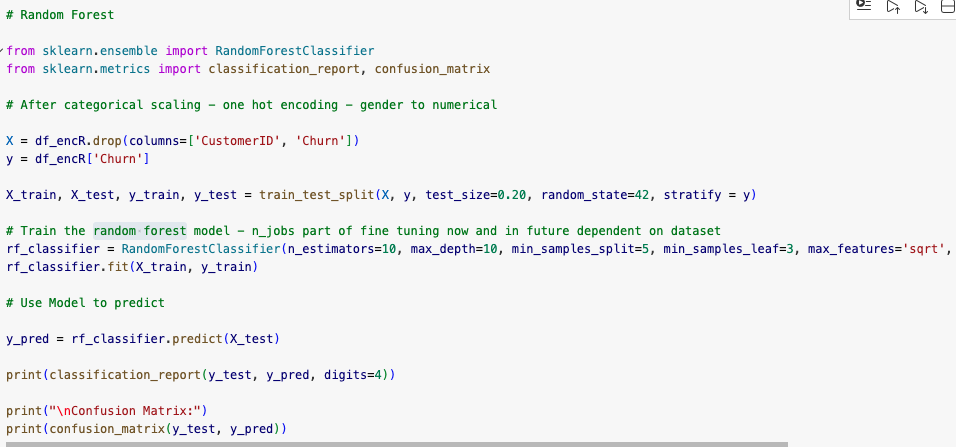 # Random Forest
from sklearn.ensemble import RandomForestClassifier
from sklearn.metrics import classification_report, confusion_matrix
# After categorical scaling – one hot encoding – gender to numerical
X = df_encR.drop(columns=['CustomerID', 'Churn'])
y = df_encR['Churn']
X_train, X_test, y_train, y_test = train_test_split(X, y, test_size=0.20, random_state=42, stratify = y)
# Train the random forest model – n_jobs part of fine tuning now and in future dependent on dataset
rf_classifier = RandomForestClassifier(n_estimators=10, max_depth=10, min_samples_split=5, min_samples_leaf=3, max_features='sqrt',
rf_classifier.fit(X_train, y_train)
# Use Model to predict
y_pred = rf_classifier.predict(X_test)
print(classification_report(y_test, y_pred, digits=4))
print("\nConfusion Matrix:")
print(confusion_matrix(y_test, y_pred))